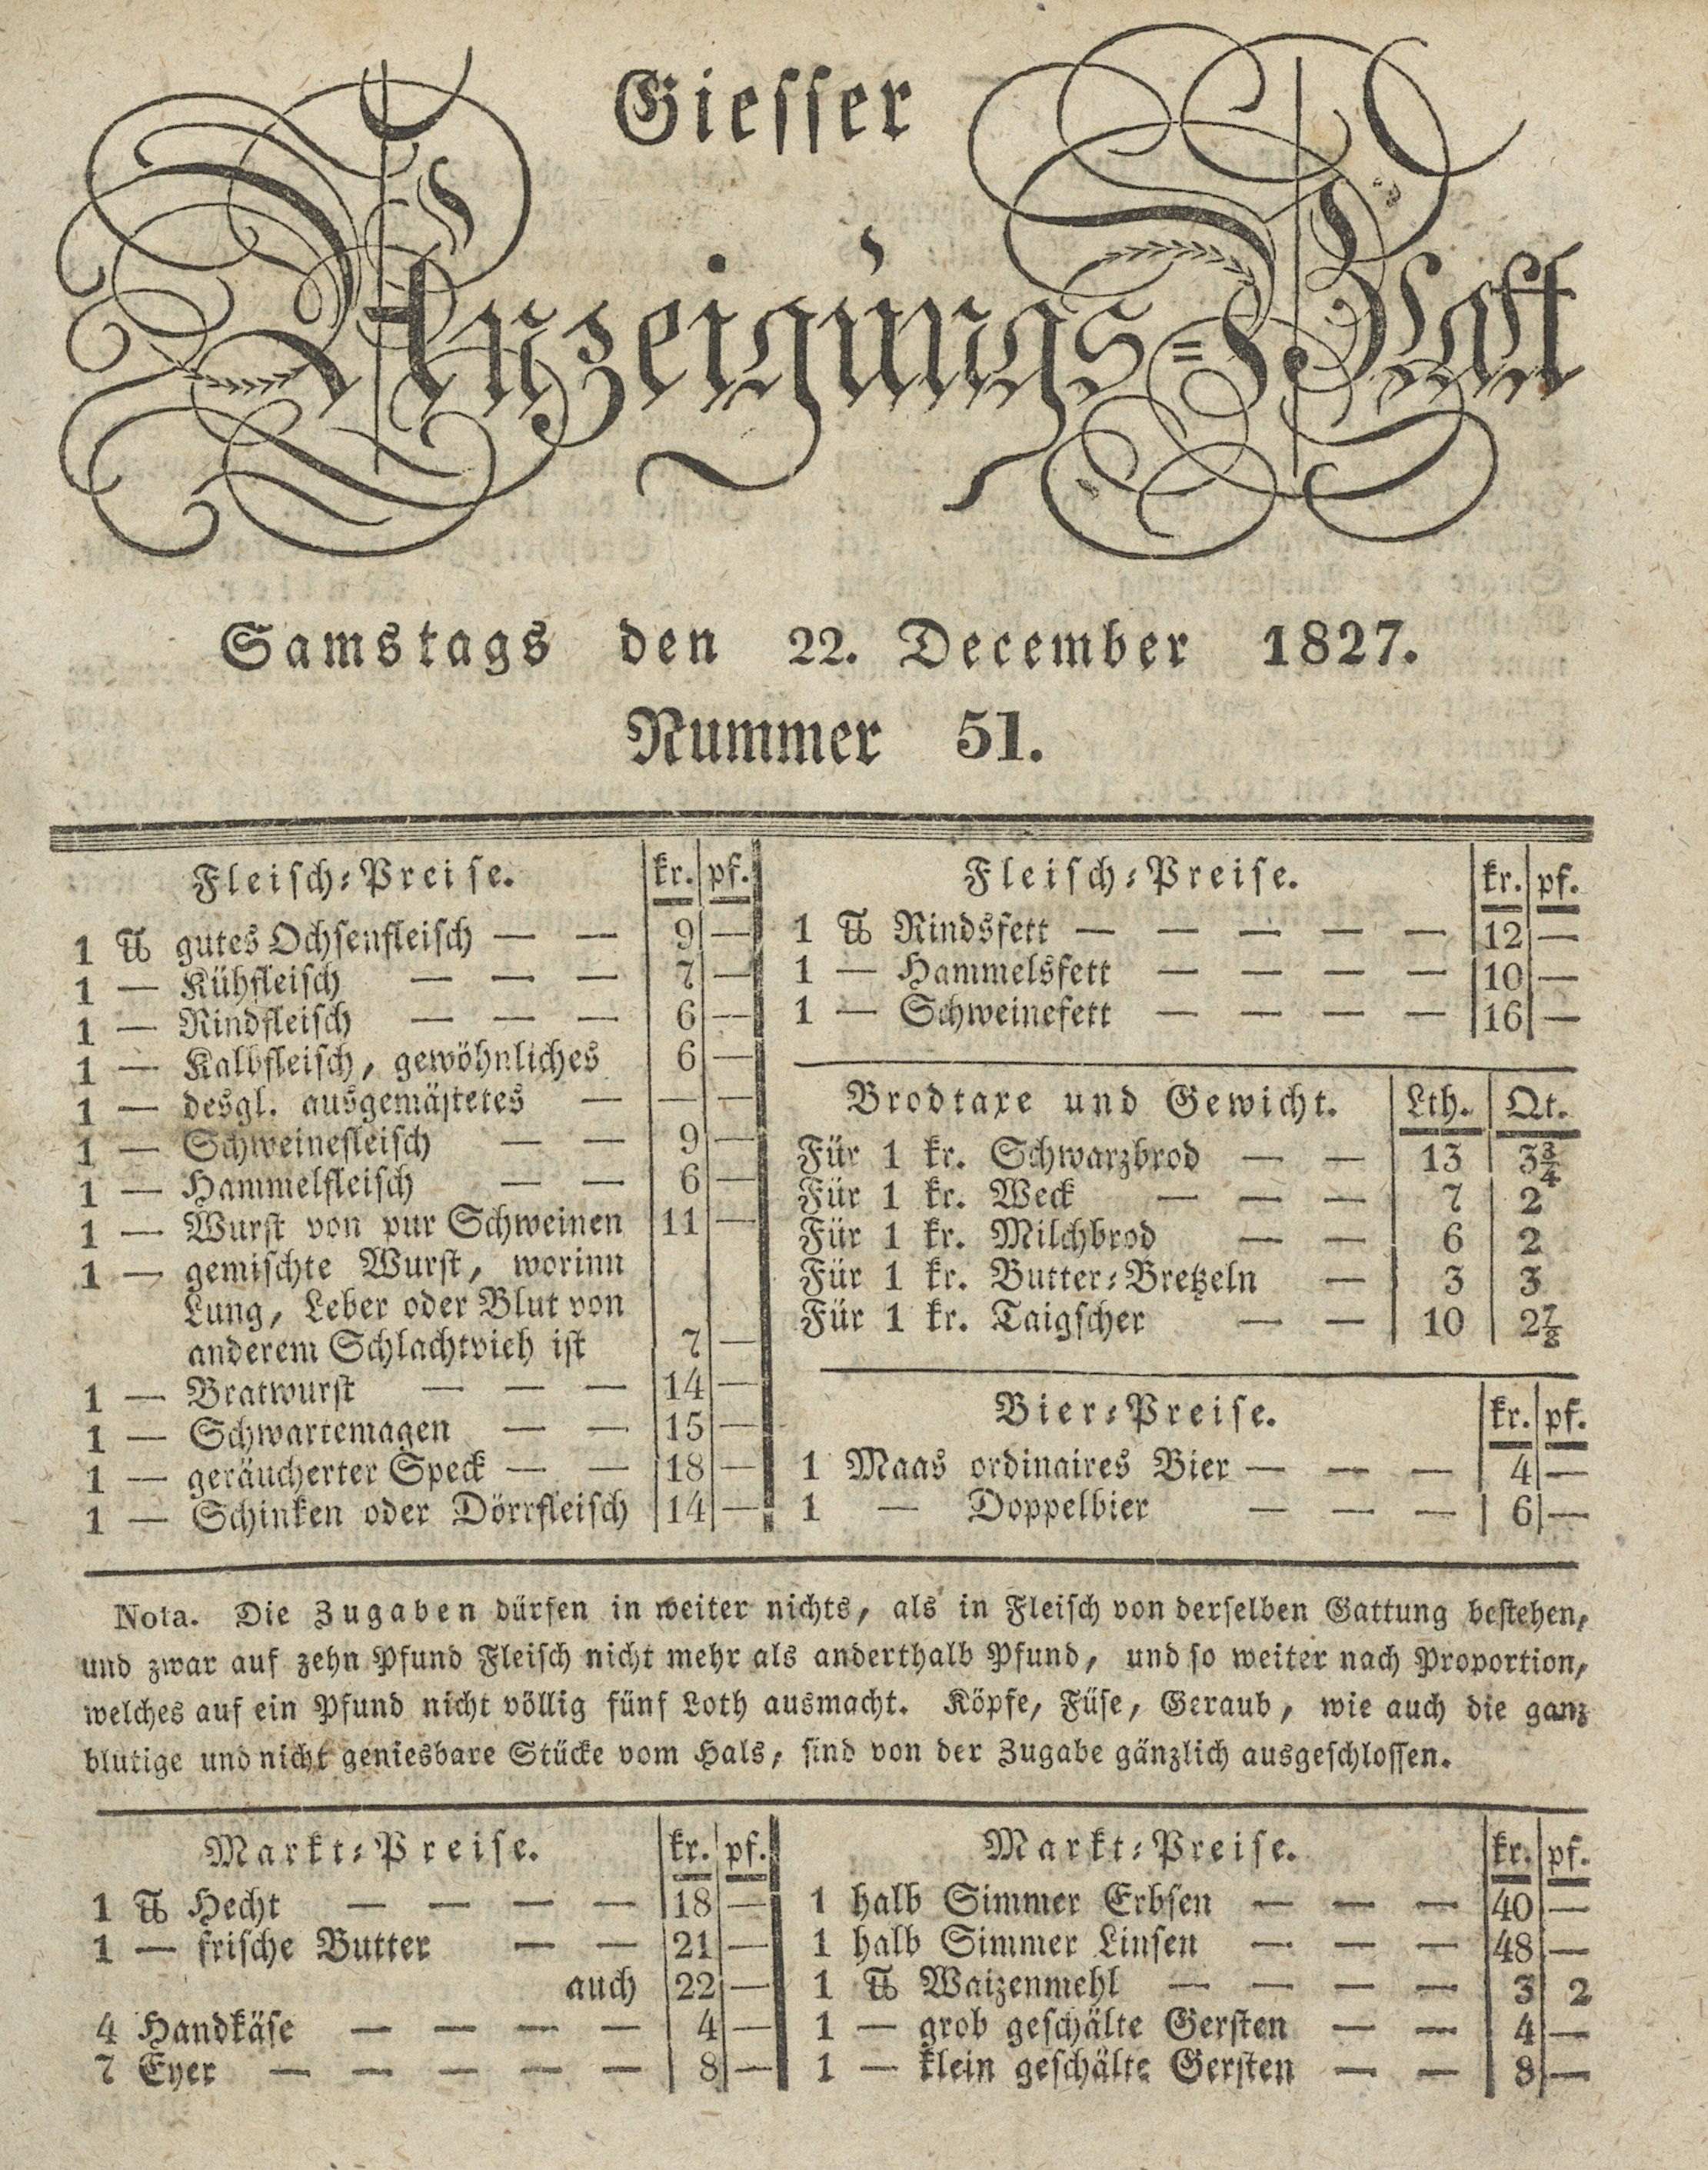 Giesser
Anzeigungs=Blatt
Samstags den 22. December 1827.
Nummer 51.
Fleisch=Preise. kr. pf.
1 ℔ gutes Ochsenfleisch — — 9 —
1 — Kühfleisch — — — 7 —
1 — Rindfleisch — — — 6 —
1 — Kalbfleisch, gewöhnliches 6 —
1 — desgl. ausgemästetes — — —
1 — Schweinefleisch — — 9 —
1 — Hammelfleisch — — 6 —
1 — Wurst von pur Schweinen 11 —
1 — gemischte Wurst, worinn
Lung, Leber oder Blut von
anderem Schlachtvieh ist 7 —
1 — Bratwurst — — — 14 —
1 — Schwartemagen — — 15 —
1 — geräucherter Speck — — 18 —
1 — Schinken oder Dörrfleisch 14 —
Fleisch=Preise. kr. pf.
1 ℔ Rindsfett — — — — — 12 —
1 — Hammelsfett — — — — 10 —
1 — Schweinefett — — — — 16 —
Brodtaxe und Gewicht. Lth. Qt.
Für 1 kr. Schwarzbrod — — 13 3¾
Für 1 kr. Weck — — — 7 2
Für 1 kr. Milchbrod — — 6 2
Für 1 kr. Butter=Bretzeln — 3 3
Für 1 kr. Taigscher — — 10 2⅞
Bier=Preise. kr. pf.
1 Maas ordinaires Bier — — — 4 —
1 — Doppelbier — — — 6 —
Nota. Die Zugaben dürfen in weiter nichts, als in Fleisch von derselben Gattung bestehen,
und zwar auf zehn Pfund Fleisch nicht mehr als anderthalb Pfund, und so weiter nach Proportion,
welches auf ein Pfund nicht völlig fünf Loth ausmacht. Köpfe, Füse, Geraub, wie auch die ganz
blutige und nicht geniesbare Stücke vom Hals, sind von der Zugabe gänzlich ausgeschlossen.
Markt=Preise. kr. pf.
1 ℔ Hecht — — — — 18 —
1 — frische Butter — — 21 —
auch 22 —
4 Handkäse — — — — 4 —
7 Eyer — — — — — 8 —
Markt=Preise. kr. pf.
1 halb Simmer Erbsen — — — 40 —
1 halb Simmer Linsen — — — 48 —
1 ℔ Waizenmehl — — — — 3 2
1 — grob geschälte Gersten — — 4 —
1 — klein geschälte Gersten — — 8 —